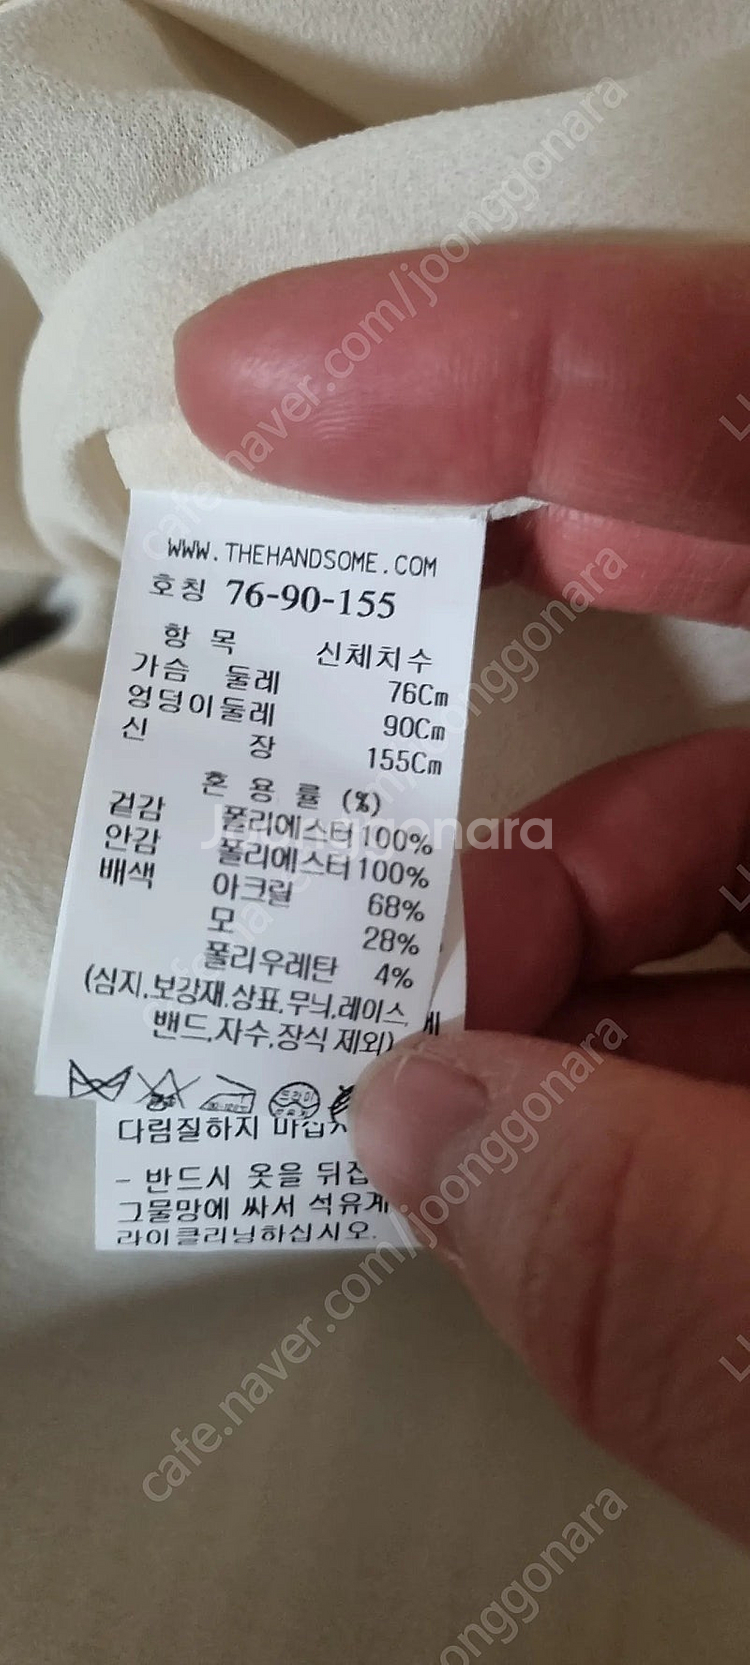 WWW.THEHANDSOME.COM
호칭 76-90-155
항 목 신체치수
가슴 둘레 76Cm
엉덩이둘레 90Cm
신 장 155Cm
혼 용 률 (%)
겉감 폴리에스터100%
안감 폴리에스터100%
배색 아크릴 68%
모 28%
폴리우레탄 4%
(심지,보강재,상표,무늬,레이스,
밴드,자수,장식 제외)
다림질하지 마십
- 반드시 옷을 뒤집
그물망에 싸서 석유계
라이클리닝하십시오.
Joonggonara
cafe.naver.com/joonggonara
cafe.naver.com/joonggonara
cafe.naver.com/joonggonara